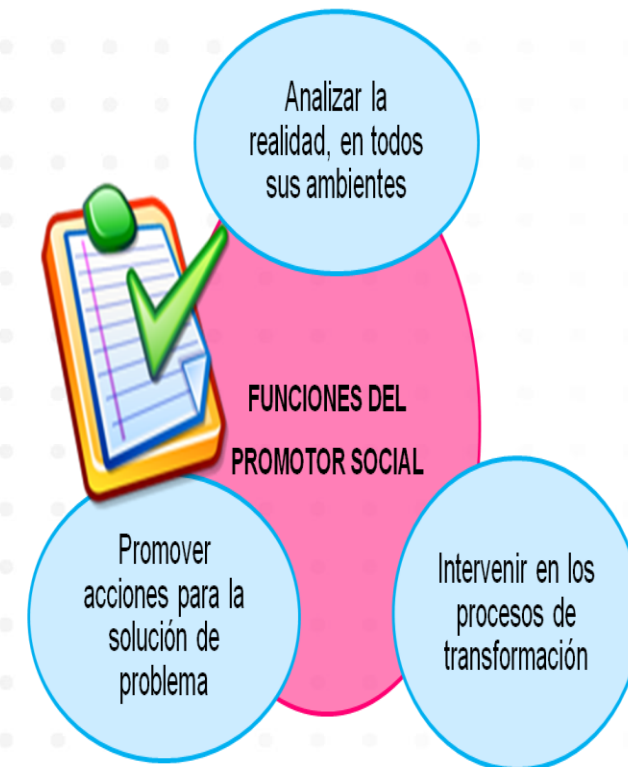 Analizar la
realidad, en todos
sus ambientes
FUNCIONES DEL
PROMOTOR SOCIAL
Promover
acciones para la
solución de
problema
Intervenir en los
procesos de
transformación